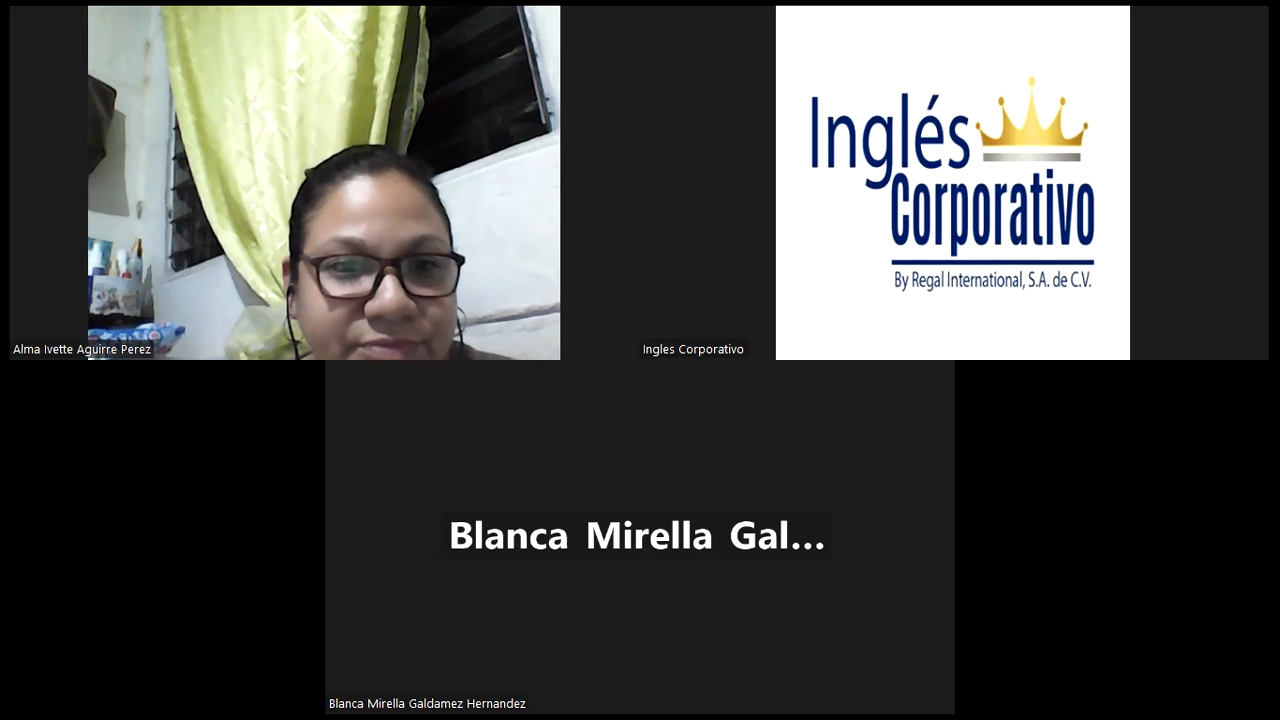 Inglés
Corporativo
By Regal International, S.A. de C.V.
Alma Ivette Aguirre Perez
Ingles Corporativo
Blanca Mirella Gal...
Blanca Mirella Galdamez Hernandez